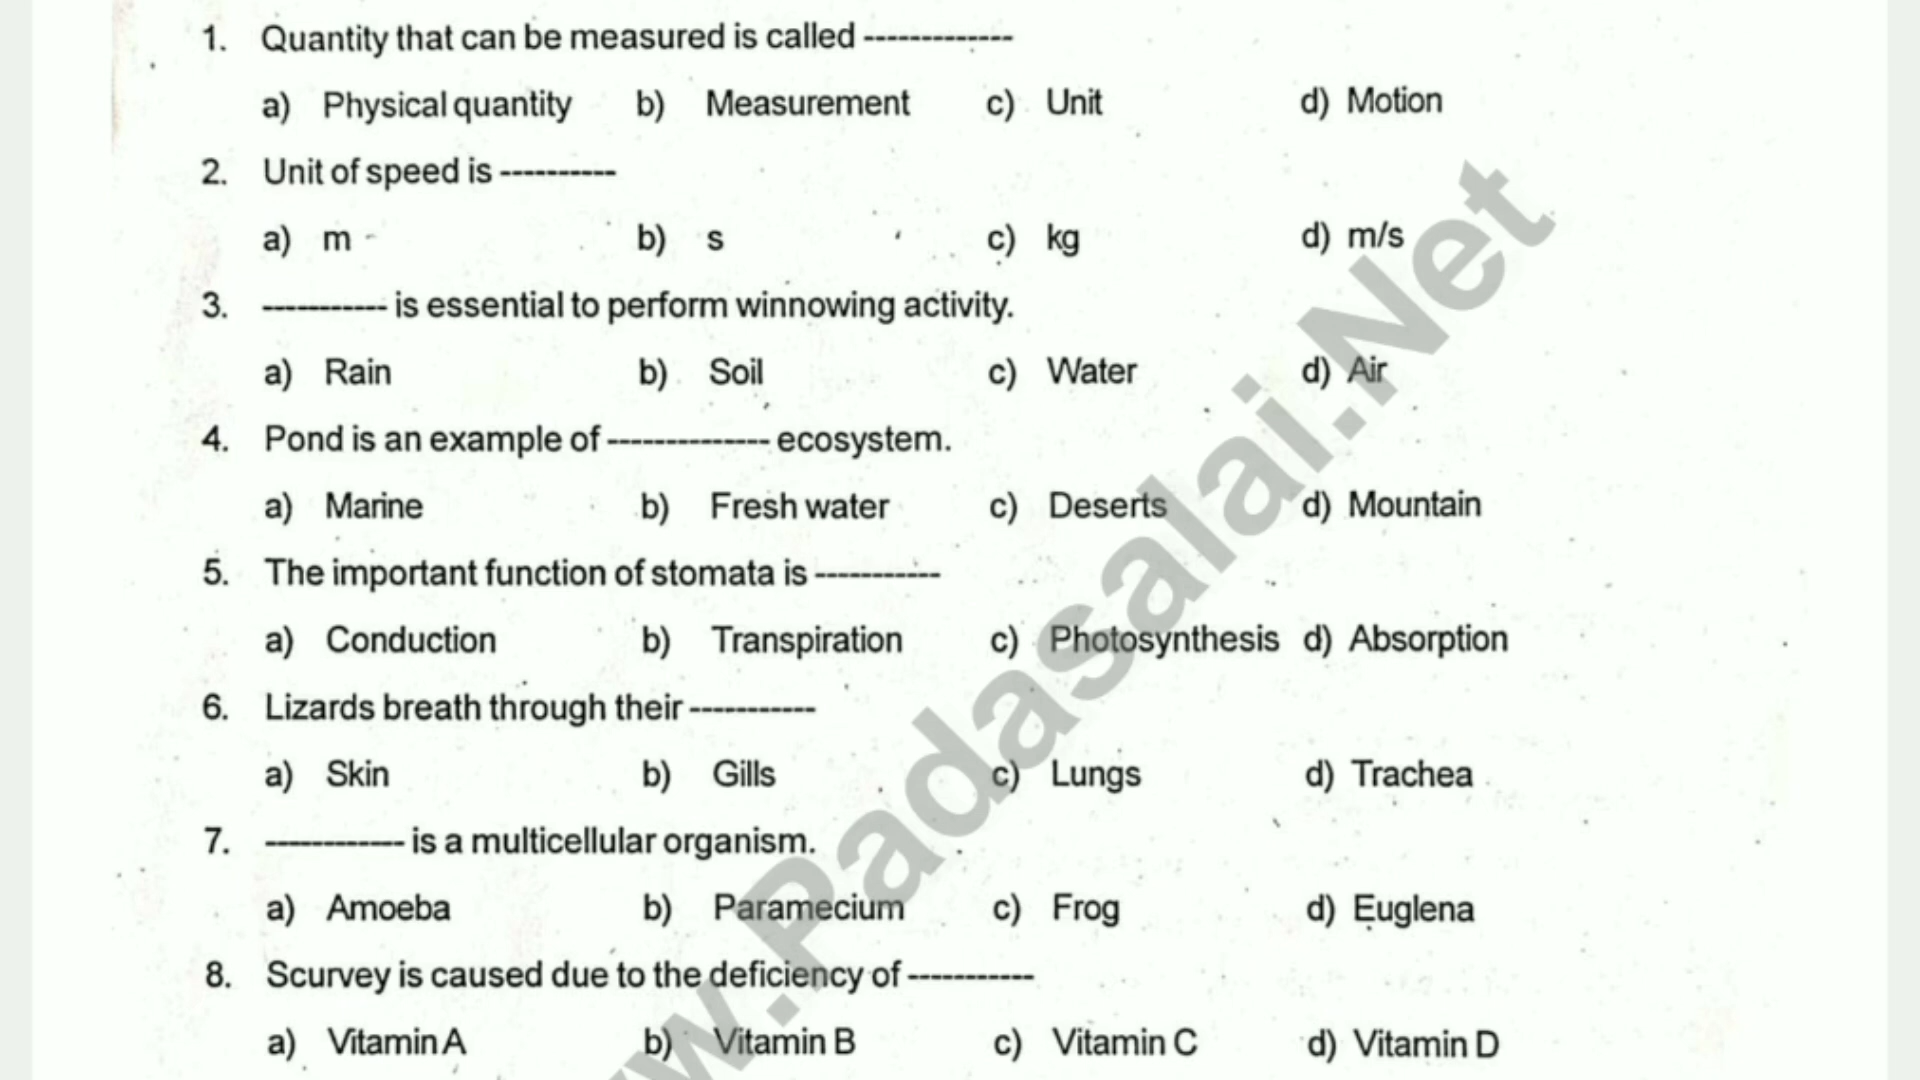 1. Quantity that can be measured is called -------------
a) Physical quantity b) Measurement c) Unit d) Motion
2. Unit of speed is ----------
a) m b) s c) kg d) m/s
3. ----------- is essential to perform winnowing activity.
a) Rain b) Soil c) Water d) Air
4. Pond is an example of -------------- ecosystem.
a) Marine b) Fresh water c) Deserts d) Mountain
5. The important function of stomata is -----------
a) Conduction b) Transpiration c) Photosynthesis d) Absorption
6. Lizards breath through their -----------
a) Skin b) Gills c) Lungs d) Trachea
7. ------------ is a multicellular organism.
a) Amoeba b) Paramecium c) Frog d) Euglena
8. Scurvey is caused due to the deficiency of -----------
a) Vitamin A b) Vitamin B c) Vitamin C d) Vitamin D
w.Padasalai.Net